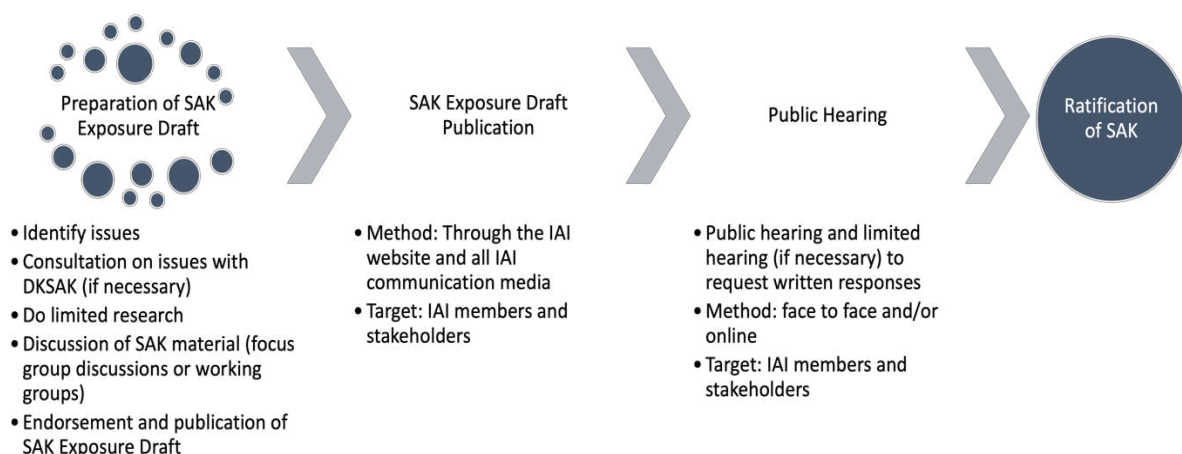 Preparation of SAK
Exposure Draft
SAK Exposure Draft
Publication
Public Hearing
Ratification
of SAK
• Identify issues
• Consultation on issues with
DKSAK (if necessary)
• Do limited research
• Discussion of SAK material (focus
group discussions or working
groups)
• Endorsement and publication of
SAK Exposure Draft
• Method: Through the IAI
website and all IAI
communication media
• Target: IAI members and
stakeholders
• Public hearing and limited
hearing (if necessary) to
request written responses
• Method: face to face and/or
online
• Target: IAI members and
stakeholders